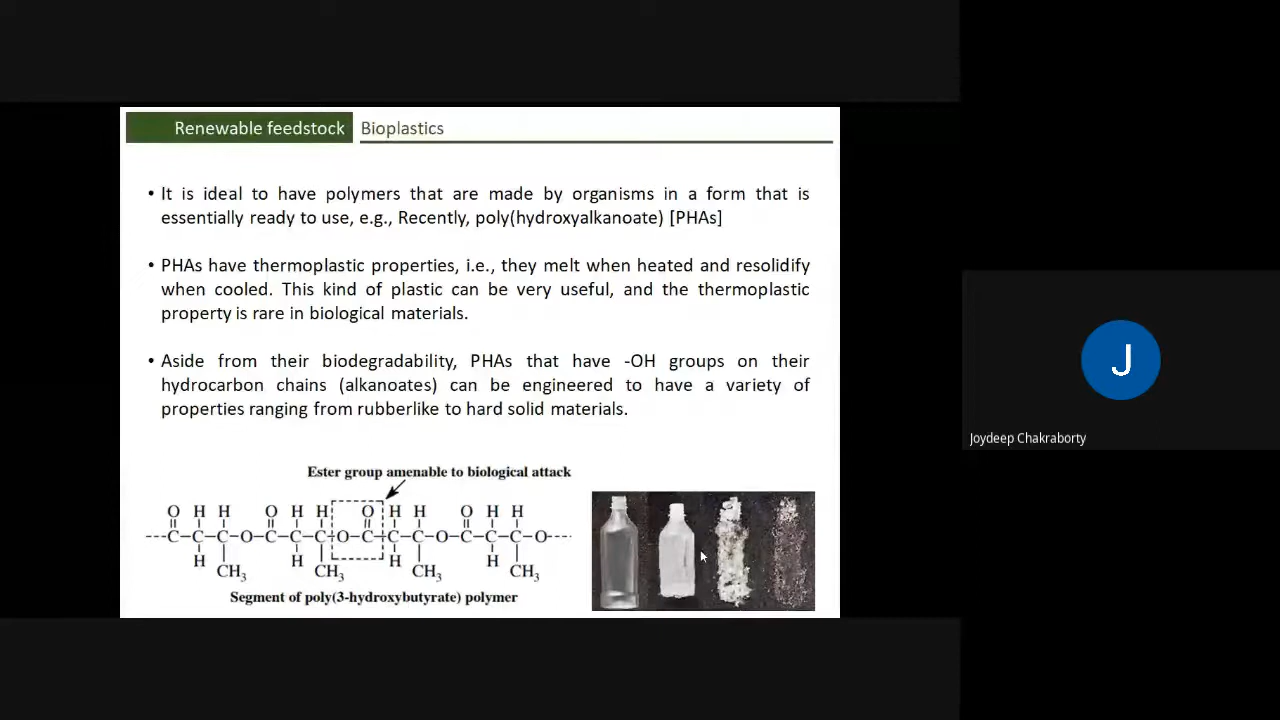 Renewable feedstock Bioplastics
• It is ideal to have polymers that are made by organisms in a form that is
essentially ready to use, e.g., Recently, poly(hydroxyalkanoate) [PHAs]
• PHAs have thermoplastic properties, i.e., they melt when heated and resolidify
when cooled. This kind of plastic can be very useful, and the thermoplastic
property is rare in biological materials.
• Aside from their biodegradability, PHAs that have -OH groups on their
hydrocarbon chains (alkanoates) can be engineered to have a variety of
properties ranging from rubberlike to hard solid materials.
Ester group amenable to biological attack
O H H O H H O H H O H H
C–C–C–O–C–C–C–O–C–C–C–O–C–C–C–O
H H H H
CH3 CH3 CH3 CH3
Segment of poly(3-hydroxybutyrate) polymer
J
Joydeep Chakraborty